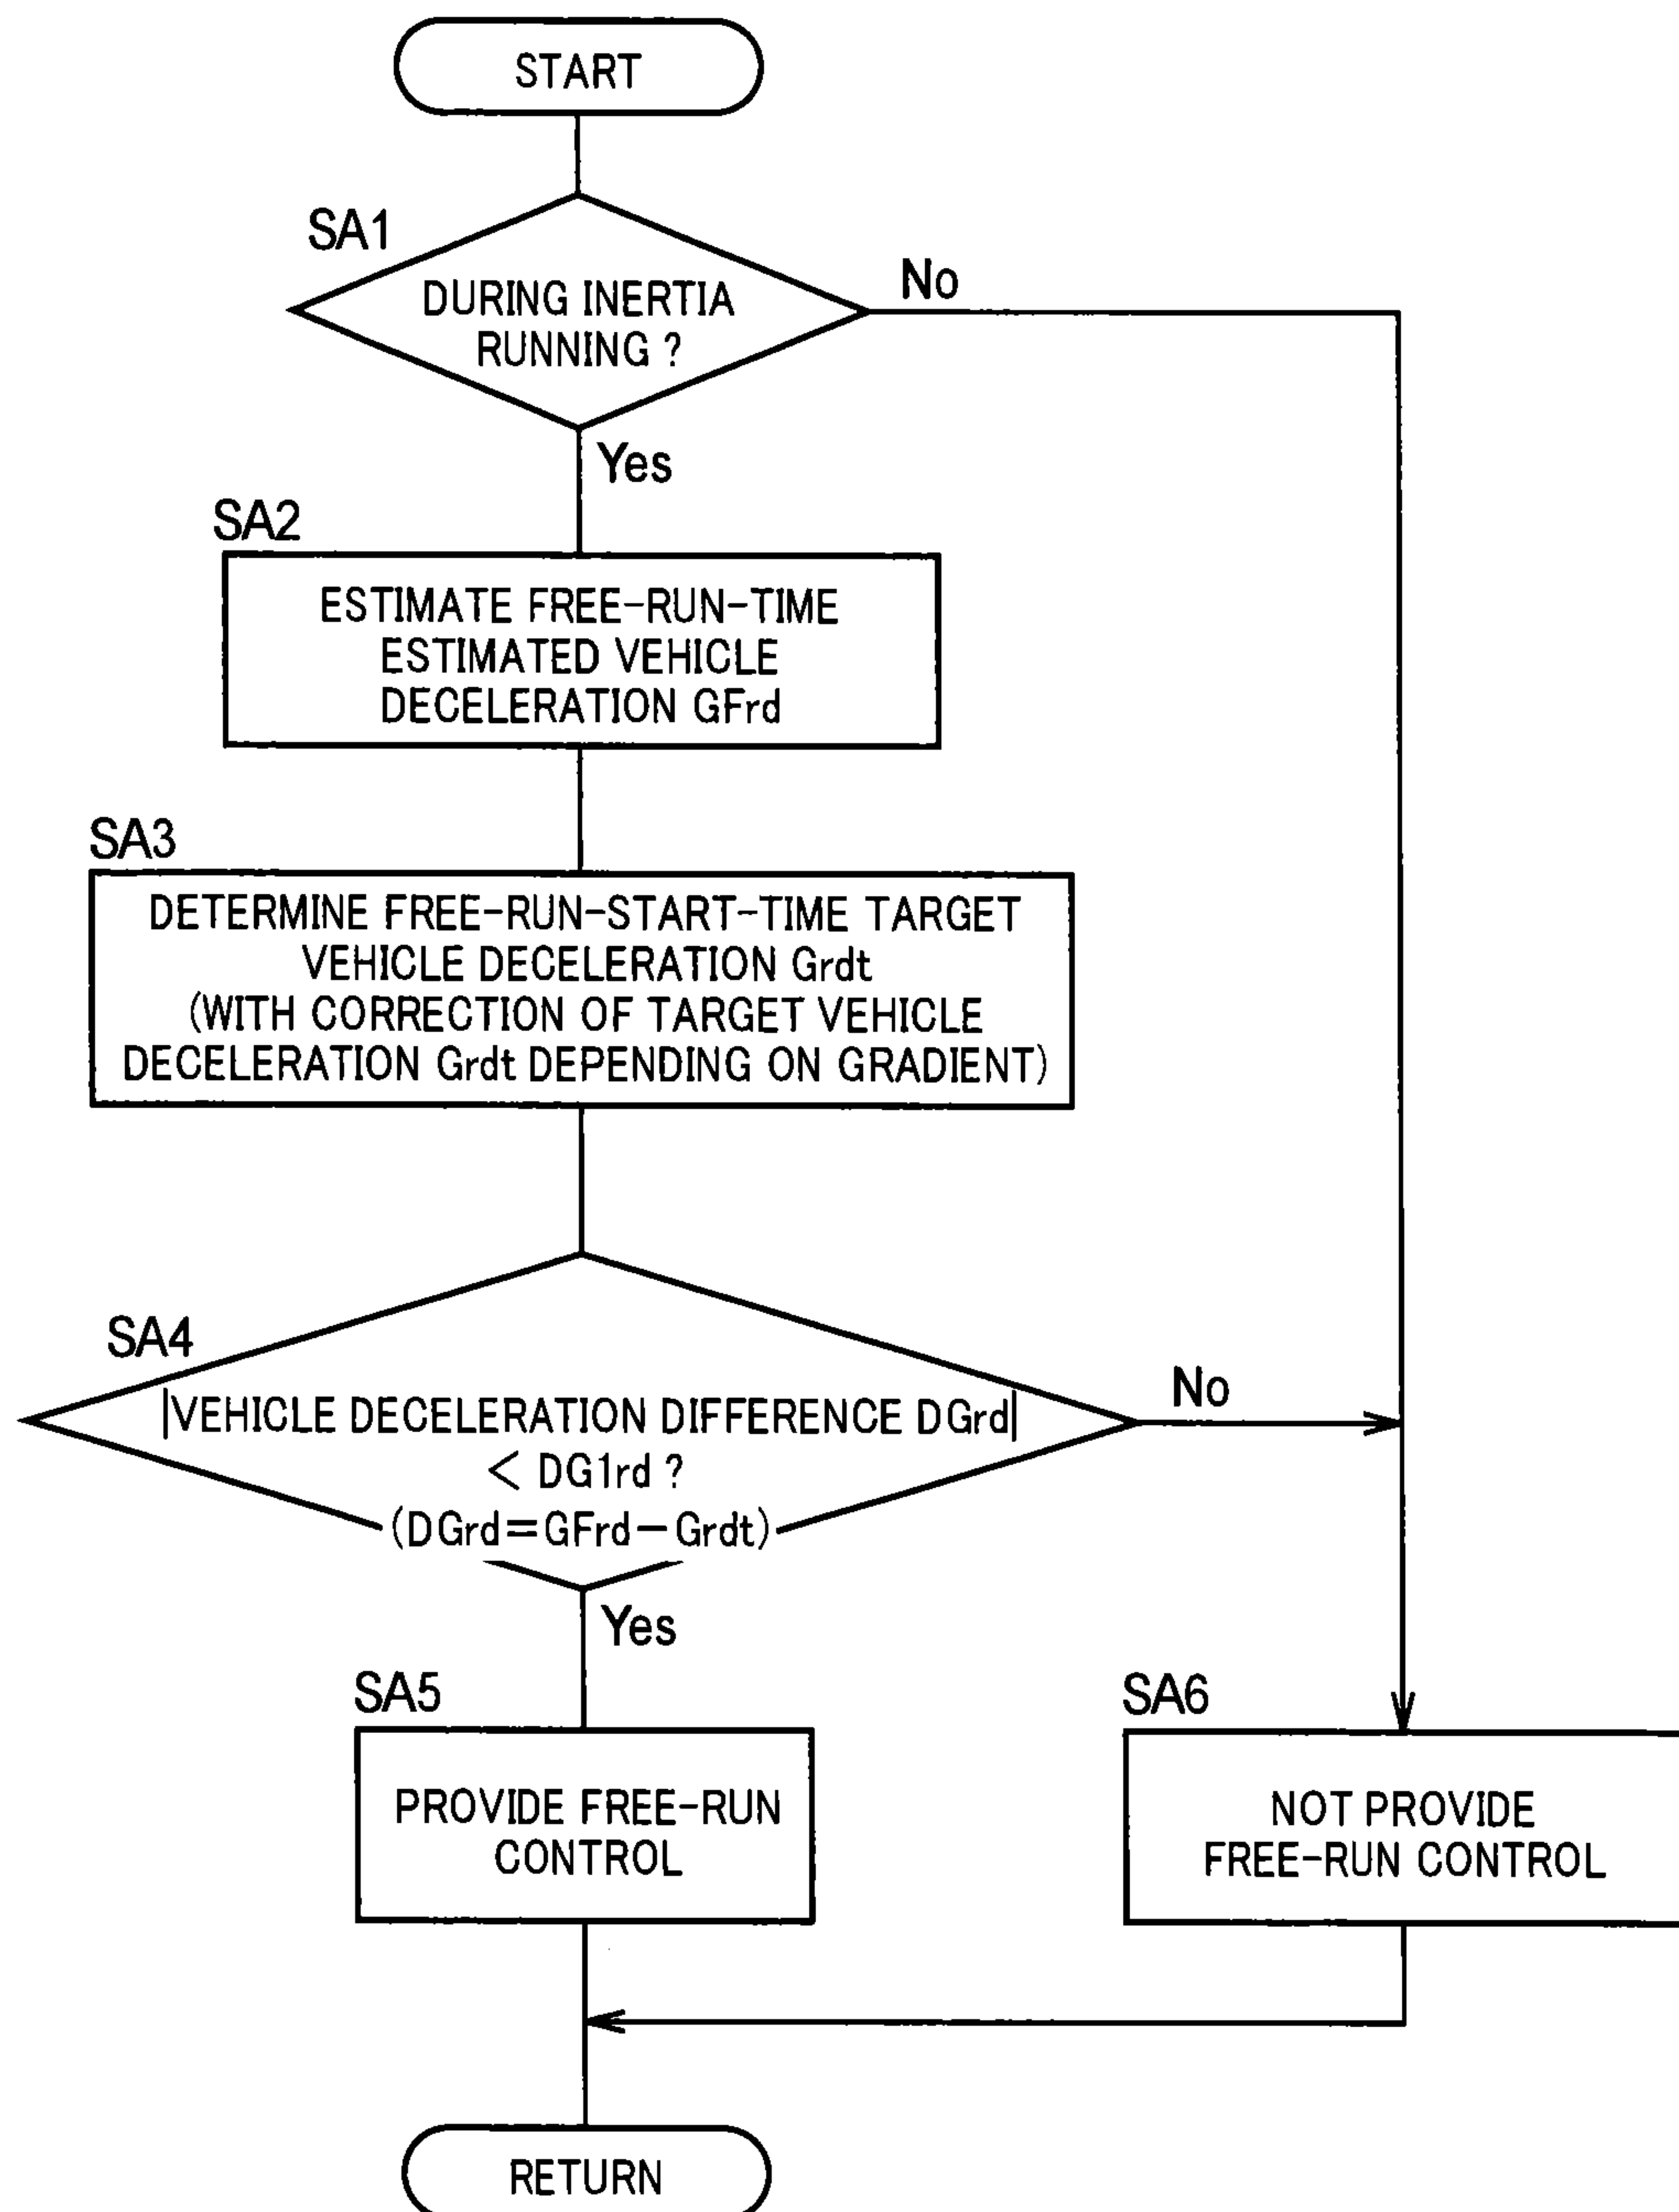 START
SA1
DURING INERTIA
RUNNING ?
No
Yes
SA2
ESTIMATE FREE-RUN-TIME
ESTIMATED VEHICLE
DECELERATION GFrd
SA3
DETERMINE FREE-RUN-START-TIME TARGET
VEHICLE DECELERATION Grdt
(WITH CORRECTION OF TARGET VEHICLE
DECELERATION Grdt DEPENDING ON GRADIENT)
SA4
|VEHICLE DECELERATION DIFFERENCE DGrd|
< DG1rd ?
(DGrd=GFrd-Grdt)
No
Yes
SA5
PROVIDE FREE-RUN
CONTROL
SA6
NOT PROVIDE
FREE-RUN CONTROL
RETURN